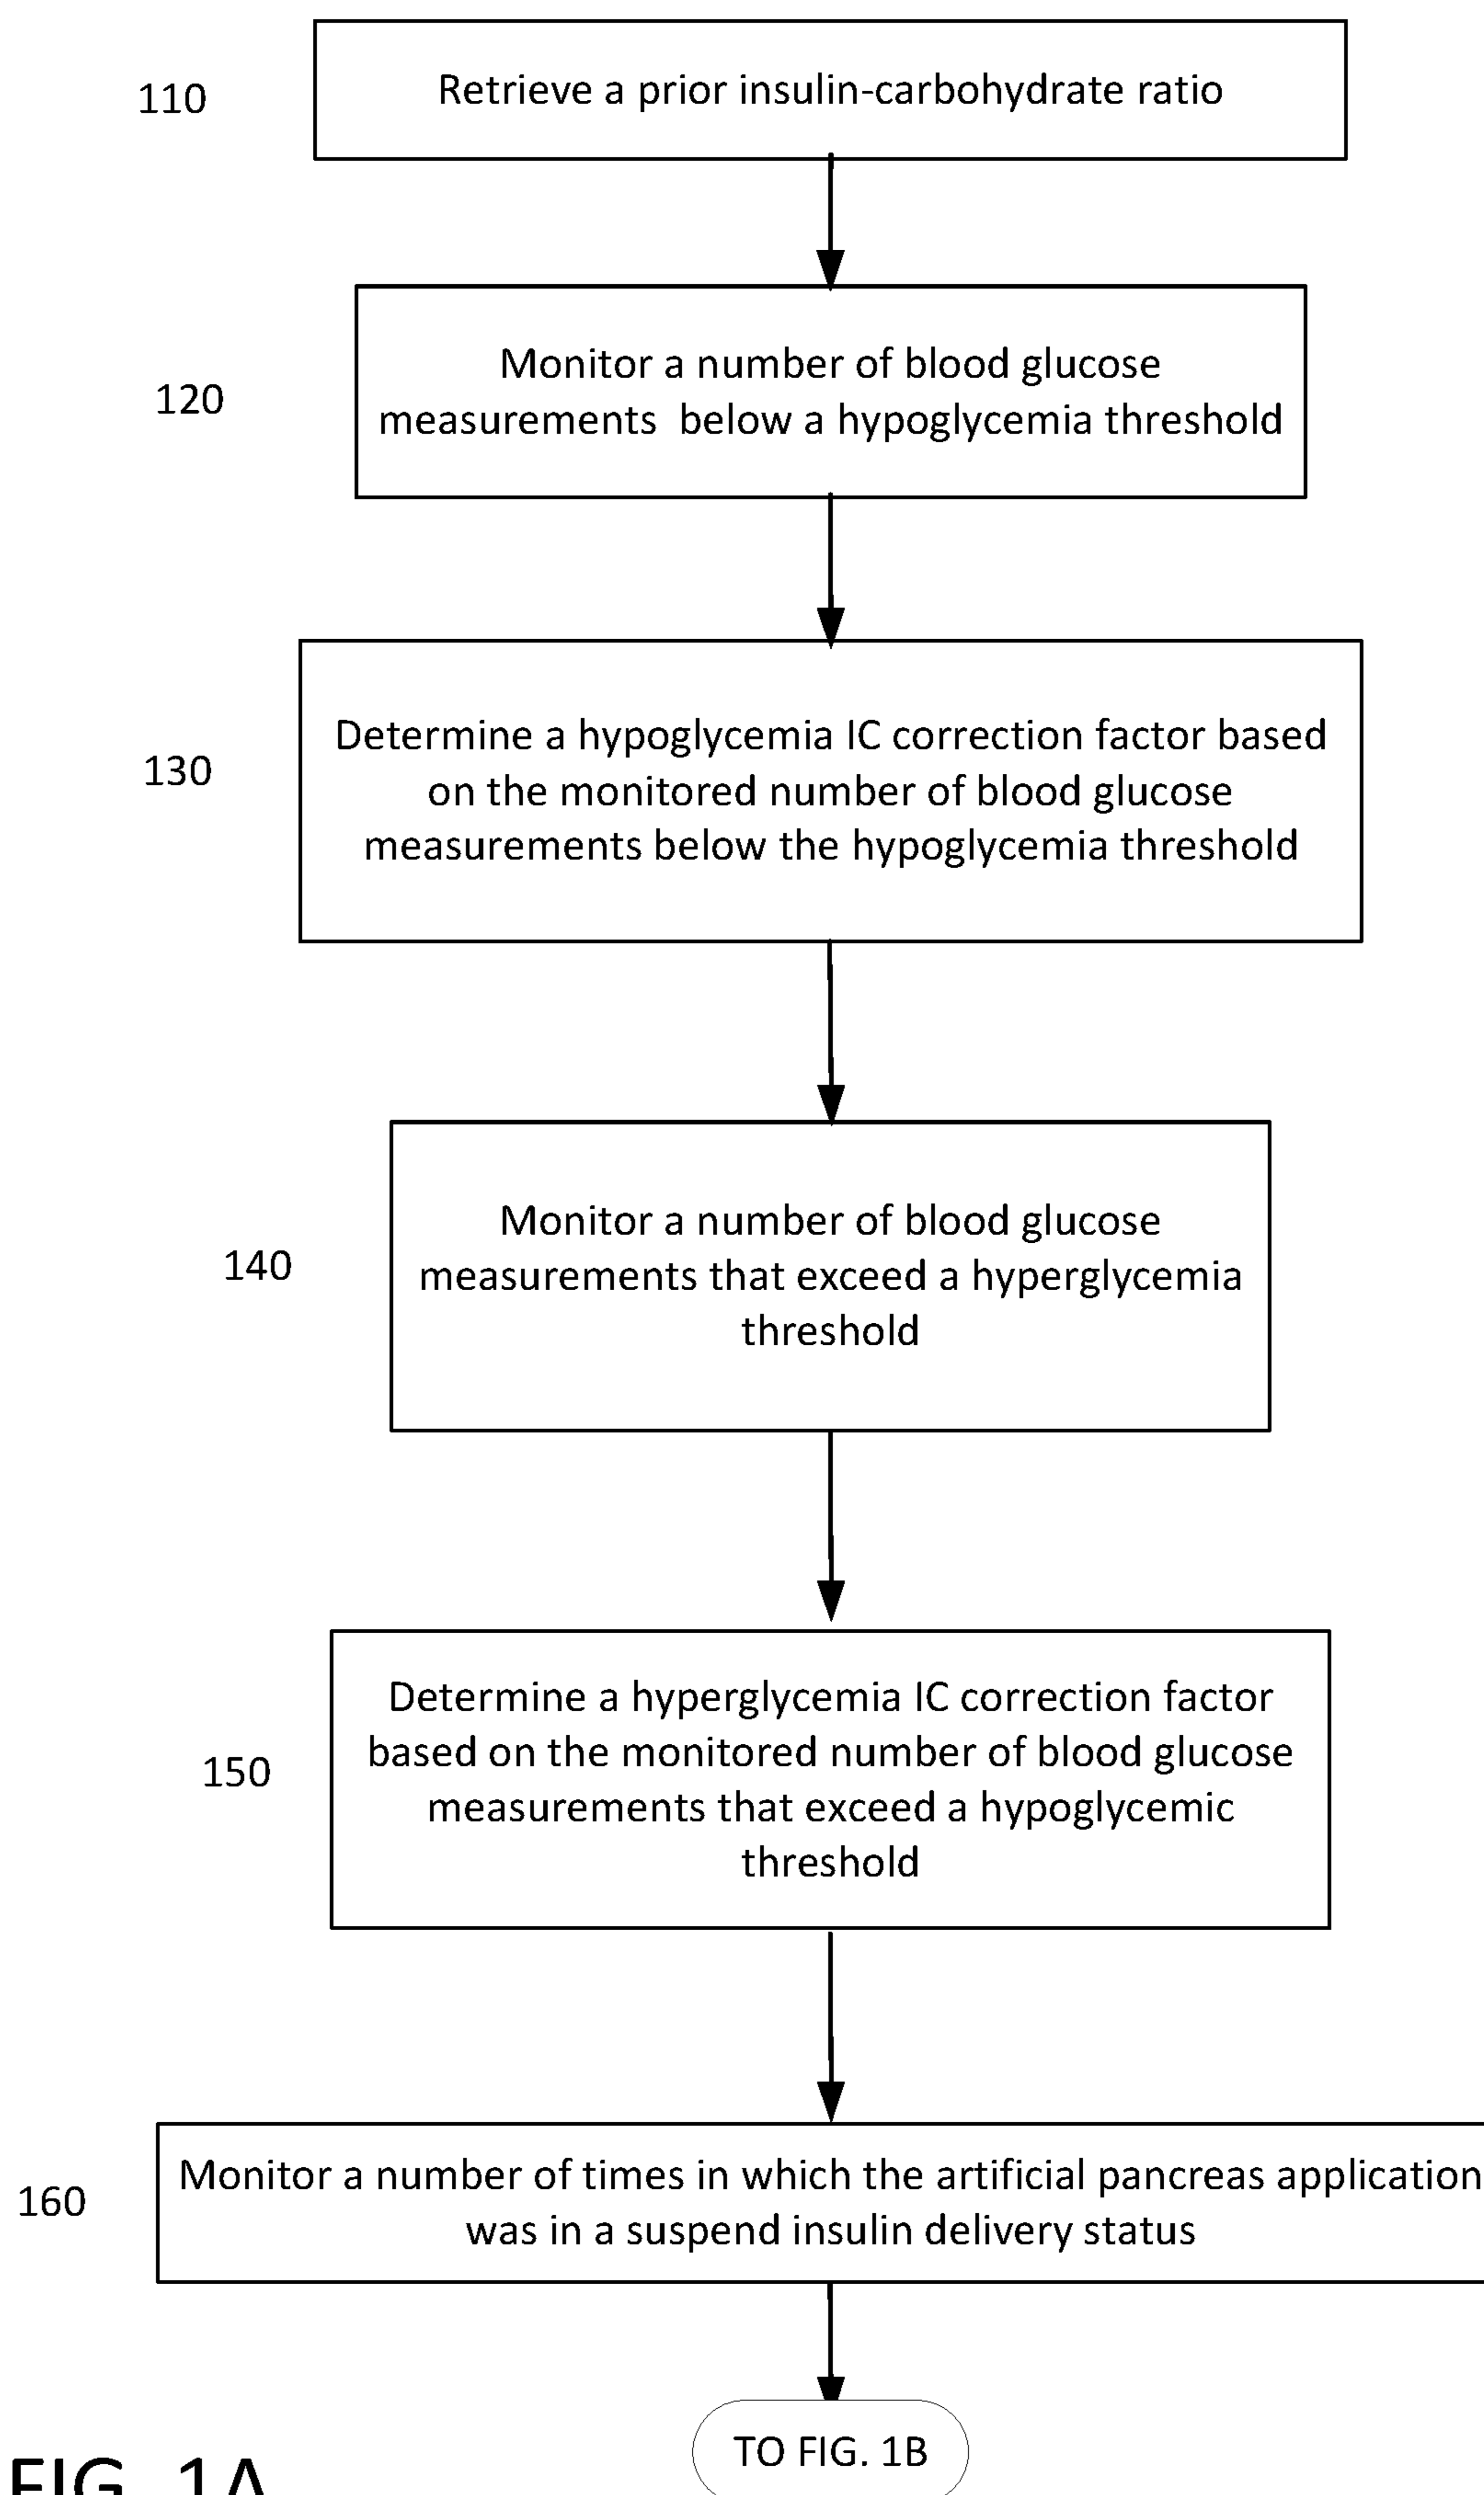 110
Retrieve a prior insulin-carbohydrate ratio
120
Monitor a number of blood glucose
measurements below a hypoglycemia threshold
130
Determine a hypoglycemia IC correction factor based
on the monitored number of blood glucose
measurements below the hypoglycemia threshold
140
Monitor a number of blood glucose
measurements that exceed a hyperglycemia
threshold
150
Determine a hyperglycemia IC correction factor
based on the monitored number of blood glucose
measurements that exceed a hypoglycemic
threshold
160
Monitor a number of times in which the artificial pancreas application
was in a suspend insulin delivery status
TO FIG. 1B
FIG. 1A